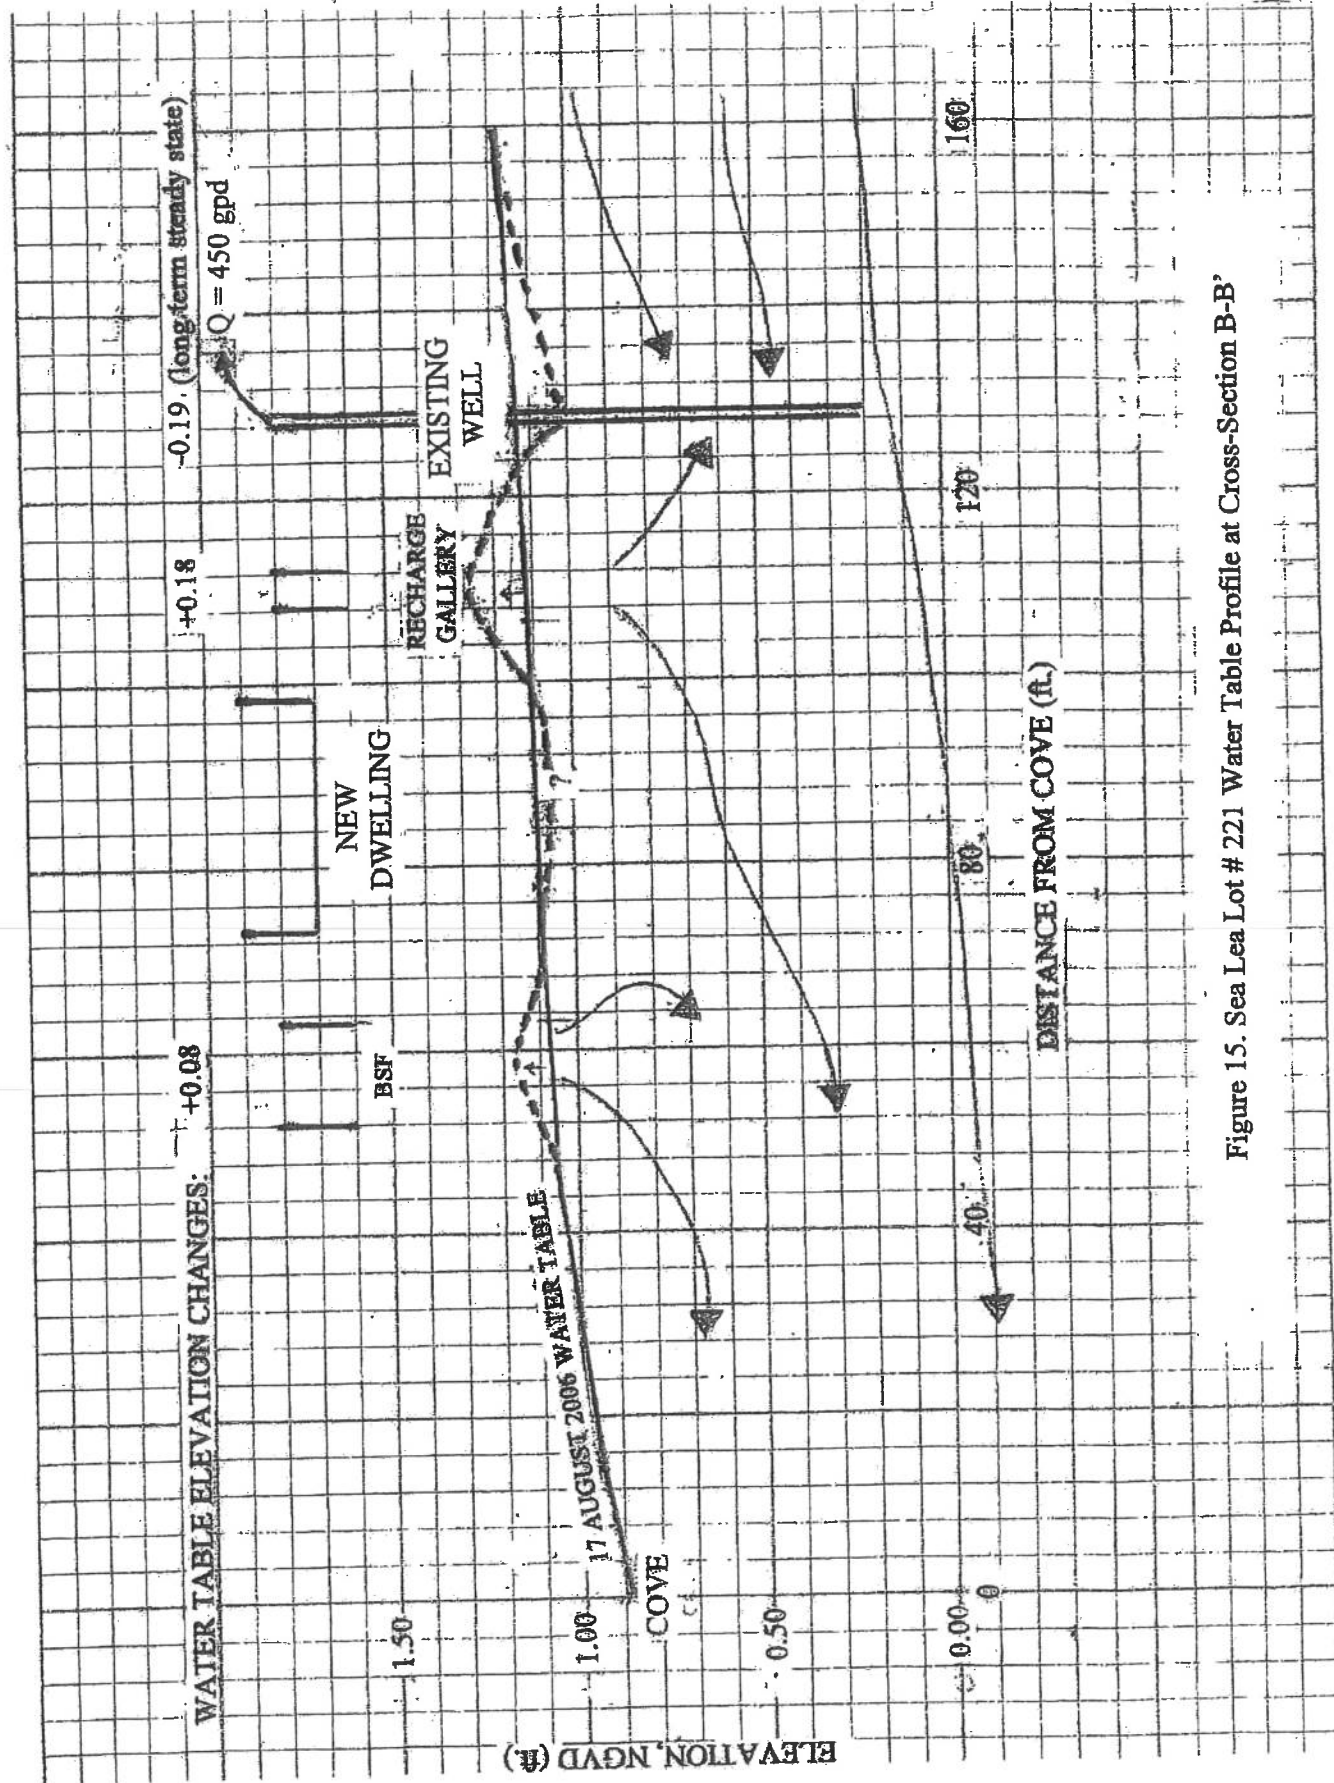 -0.19 (long term steady state)
Q = 450 gpd
+0.18
WATER TABLE ELEVATION CHANGES: +0.08
EXISTING
WELL
RECHARGE
GALLERY
NEW
DWELLING
BSF
?
17 AUGUST 2006 WATER TABLE
COVE
1.50
1.00
0.50
0.00
ELEVATION, NGVD (ft.)
0
40
80
120
160
DISTANCE FROM COVE (ft.)
Figure 15. Sea Lea Lot # 221 Water Table Profile at Cross-Section B-B'